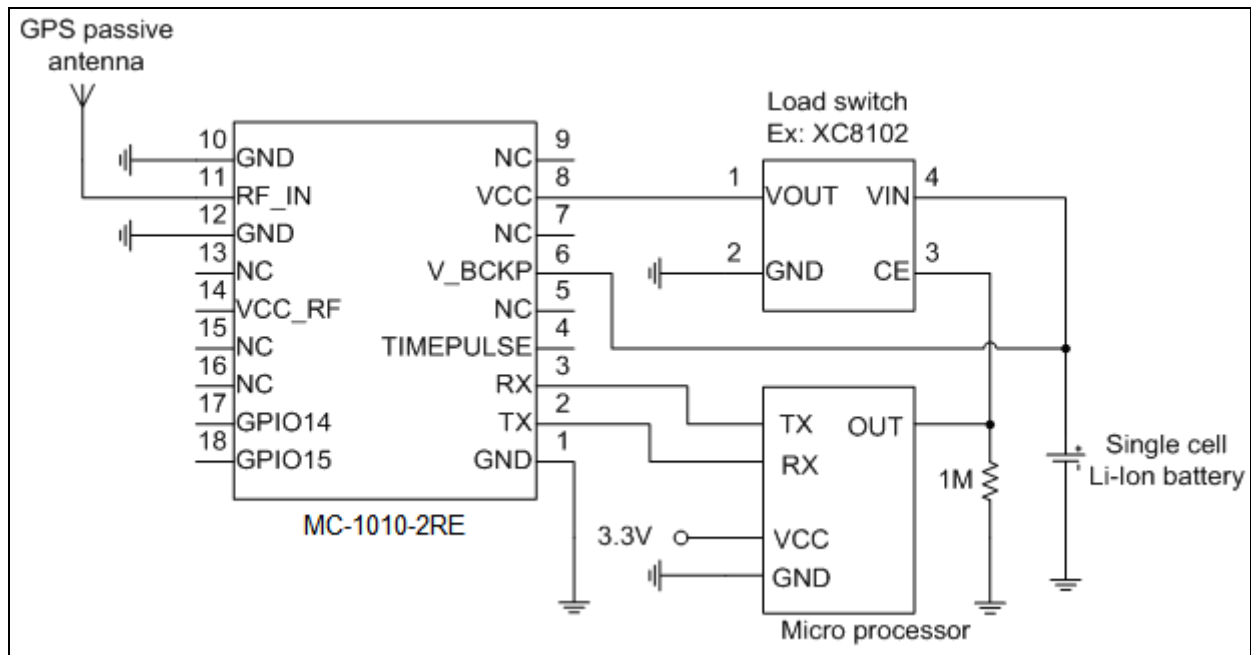 GPS passive
antenna
10
GND
11
RF_IN
12
GND
13
NC
14
VCC_RF
15
NC
16
NC
17
GPIO14
18
GPIO15
9
NC
8
VCC
7
NC
6
V_BCKP
5
NC
4
TIMEPULSE
3
RX
2
TX
1
GND
MC-1010-2RE
Load switch
Ex: XC8102
1
VOUT
VIN
4
2
GND
CE
3
TX
OUT
RX
3.3V
VCC
GND
Micro processor
1M
+
-
Single cell
Li-Ion battery